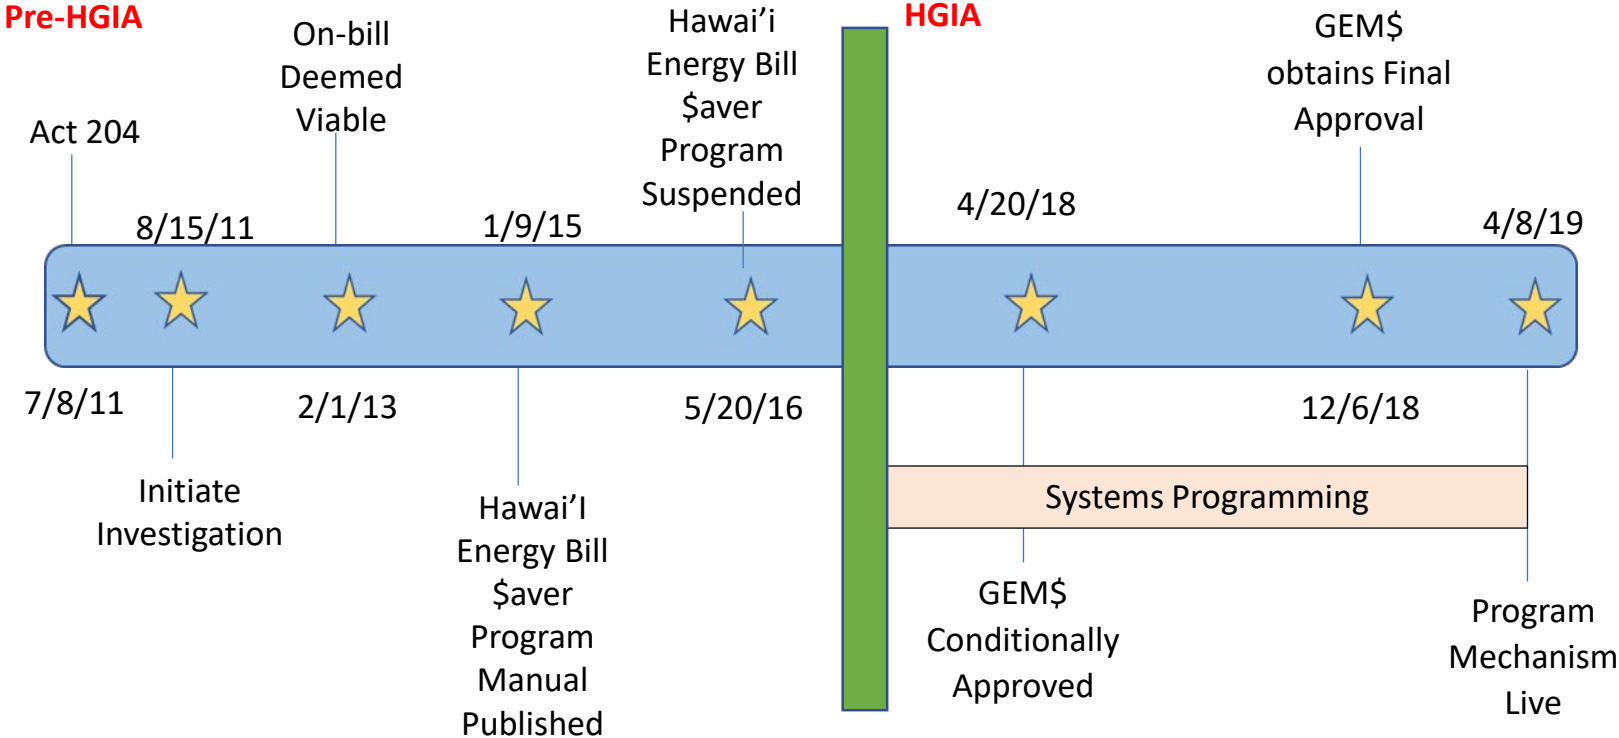 Pre-HGIA
HGIA
Act 204
On-bill
Deemed
Viable
Hawai’i
Energy Bill
$aver
Program
Suspended
GEM$
obtains Final
Approval
8/15/11
1/9/15
4/20/18
4/8/19
7/8/11
2/1/13
5/20/16
12/6/18
Initiate
Investigation
Hawai’I
Energy Bill
$aver
Program
Manual
Published
Systems Programming
GEM$
Conditionally
Approved
Program
Mechanism
Live